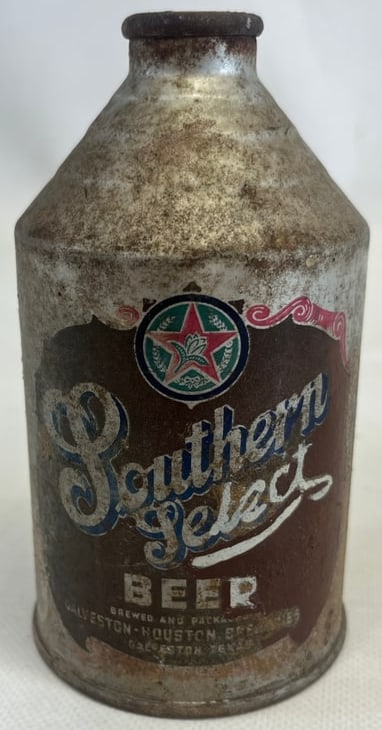 Southern
Select
BEER
BREWED AND PACKAGED
GALVESTON-HOUSTON BREWERIES
GALVESTON TEXAS